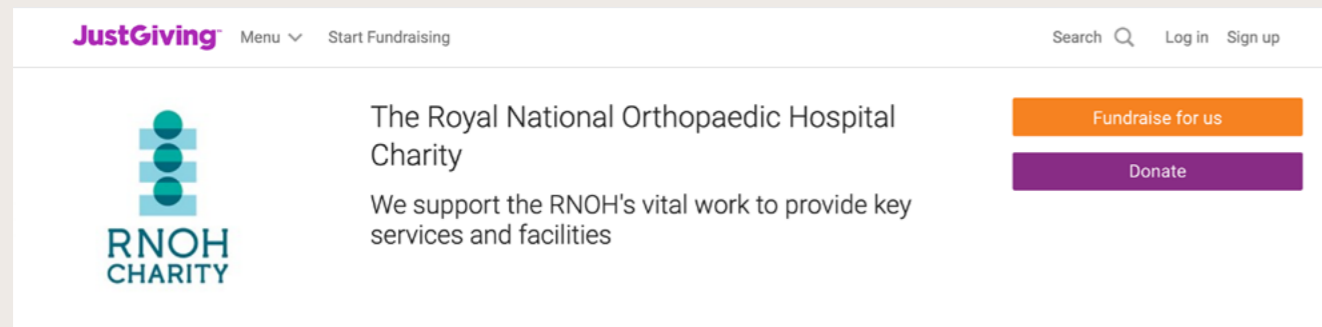 JustGiving™ Menu Start Fundraising Search Log in Sign up
The Royal National Orthopaedic Hospital
Charity
We support the RNOH's vital work to provide key
services and facilities
Fundraise for us
Donate
RNOH
CHARITY